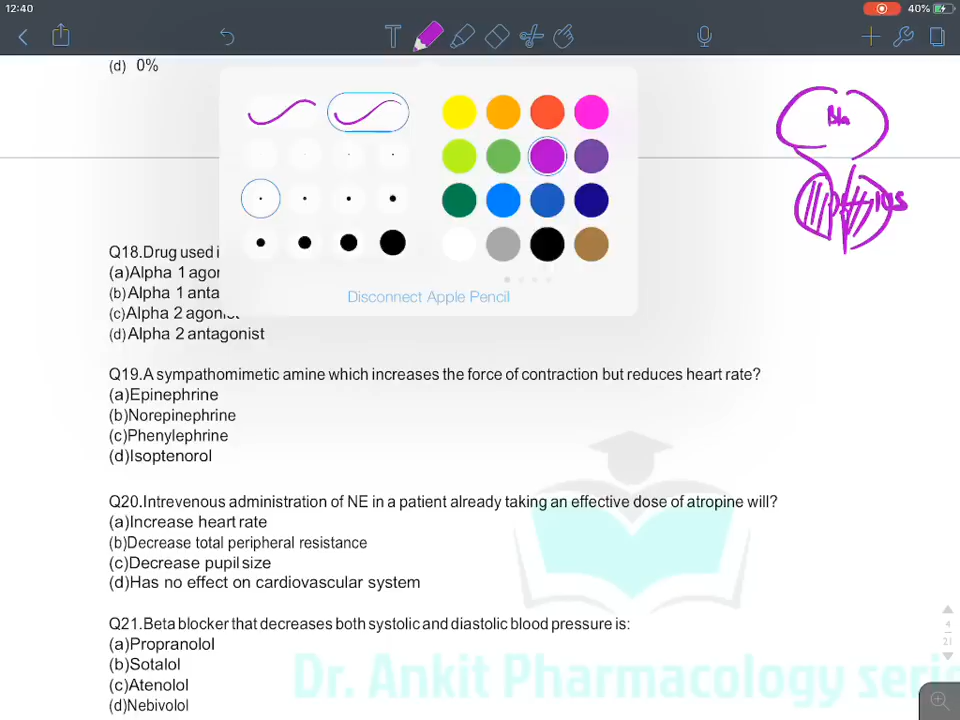 12:40
40%
T
(d) 0%
Bla
Q18.Drug used i
(a)Alpha 1 agor
(b)Alpha 1 anta
(c)Alpha 2 agonist
(d)Alpha 2 antagonist
Disconnect Apple Pencil
Q19.A sympathomimetic amine which increases the force of contraction but reduces heart rate?
(a)Epinephrine
(b)Norepinephrine
(c)Phenylephrine
(d)Isoptenorol
Q20.Intrevenous administration of NE in a patient already taking an effective dose of atropine will?
(a)Increase heart rate
(b)Decrease total peripheral resistance
(c)Decrease pupil size
(d)Has no effect on cardiovascular system
4
21
Q21.Beta blocker that decreases both systolic and diastolic blood pressure is:
(a)Propranolol
(b)Sotalol
(c)Atenolol
(d)Nebivolol
Dr. Ankit Pharmacology seri